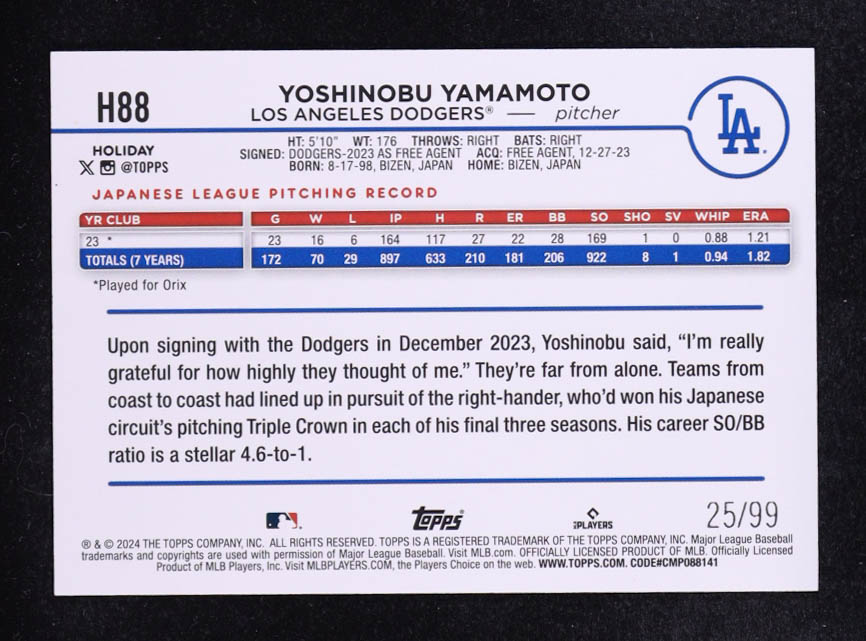 H88
YOSHINOBU YAMAMOTO
LOS ANGELES DODGERS® — pitcher
LA
HOLIDAY
X @TOPPS
HT: 5'10" WT: 176 THROWS: RIGHT BATS: RIGHT
SIGNED: DODGERS-2023 AS FREE AGENT ACQ: FREE AGENT, 12-27-23
BORN: 8-17-98, BIZEN, JAPAN HOME: BIZEN, JAPAN
JAPANESE LEAGUE PITCHING RECORD
YR CLUB G W L IP H R ER BB SO SHO SV WHIP ERA
23 * 23 16 6 164 117 27 22 28 169 1 0 0.88 1.21
TOTALS (7 YEARS) 172 70 29 897 633 210 181 206 922 8 1 0.94 1.82
*Played for Orix
Upon signing with the Dodgers in December 2023, Yoshinobu said, “I’m really
grateful for how highly they thought of me.” They’re far from alone. Teams from
coast to coast had lined up in pursuit of the right-hander, who’d won his Japanese
circuit’s pitching Triple Crown in each of his final three seasons. His career SO/BB
ratio is a stellar 4.6-to-1.
Topps
PLAYERS
25/99
® & © 2024 THE TOPPS COMPANY, INC. ALL RIGHTS RESERVED. TOPPS IS A REGISTERED TRADEMARK OF THE TOPPS COMPANY, INC. Major League Baseball
trademarks and copyrights are used with permission of Major League Baseball. Visit MLB.com. OFFICIALLY LICENSED PRODUCT OF MLB. Officially Licensed
Product of MLB Players, Inc. Visit MLBPLAYERS.COM, the Players Choice on the web. WWW.TOPPS.COM. CODE#CMP088141